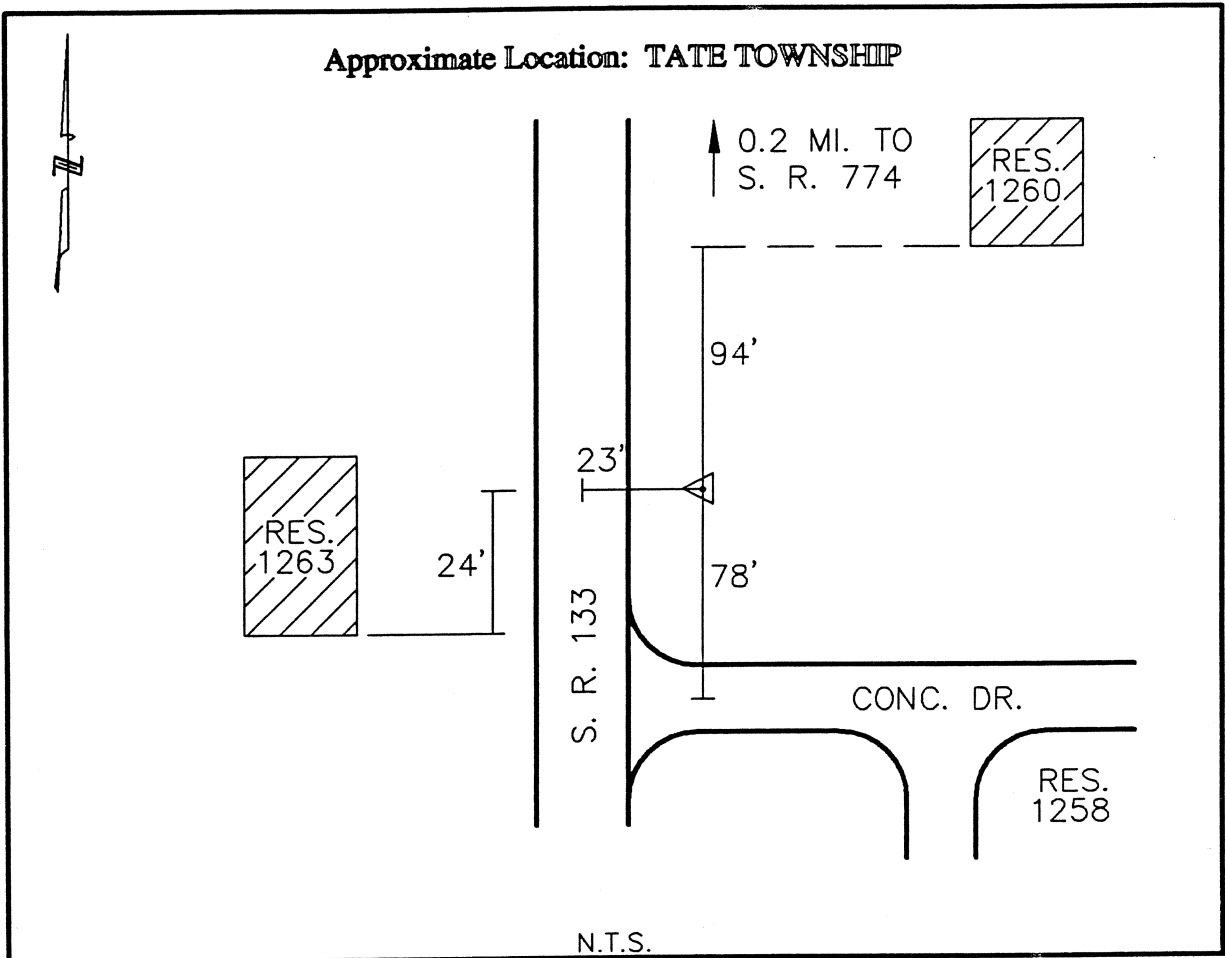 Approximate Location: TATE TOWNSHIP
N
0.2 MI. TO
S. R. 774
RES.
1260
94'
23'
RES.
1263
24'
78'
S. R. 133
CONC. DR.
RES.
1258
N.T.S.